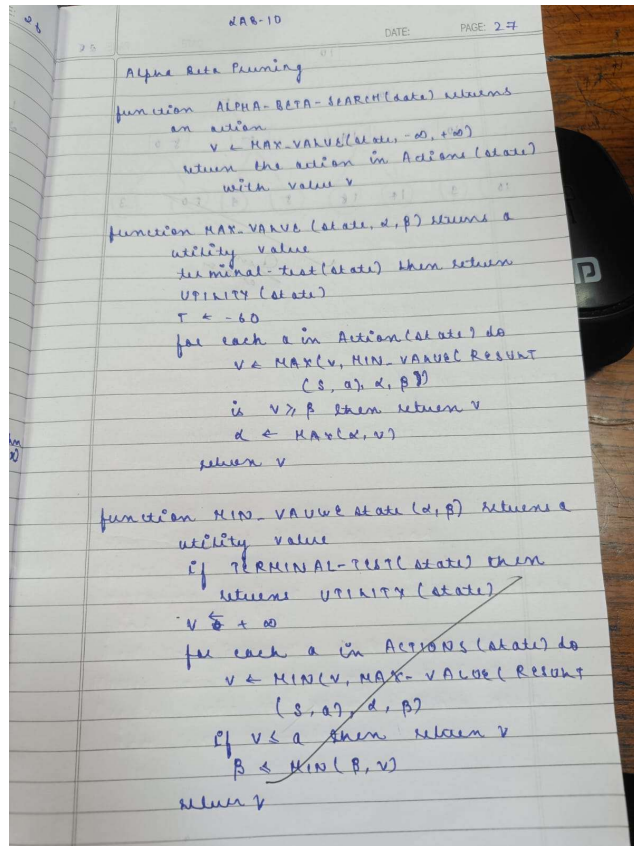 LAB-10
DATE: PAGE: 27
Alpha Beta Pruning
function ALPHA-BETA-SEARCH(state) returns
an action
v ← MAX-VALUE(state, -∞, +∞)
return the action in Actions (state)
with value v
function MAX-VALUE (state, α, β) returns a
utility value
terminal-test(state) then return
UTILITY (state)
T ← -60
for each a in Action(state) do
v ← MAX(v, MIN-VALUE( RESULT
(s, a), α, β))
is v ≥ β then return v
α ← MAX(α, v)
return v
function MIN-VAUWE state (α, β) returns a
utility value
if TERMINAL-TEST( state) then
returns UTILITY (state)
v ← + ∞
for each a in ACTIONS (state) do
v ← MIN(v, MAX-VALUE( RESULT
(s, a), α, β)
if v ≤ a then return v
β ← MIN( β, v)
return v